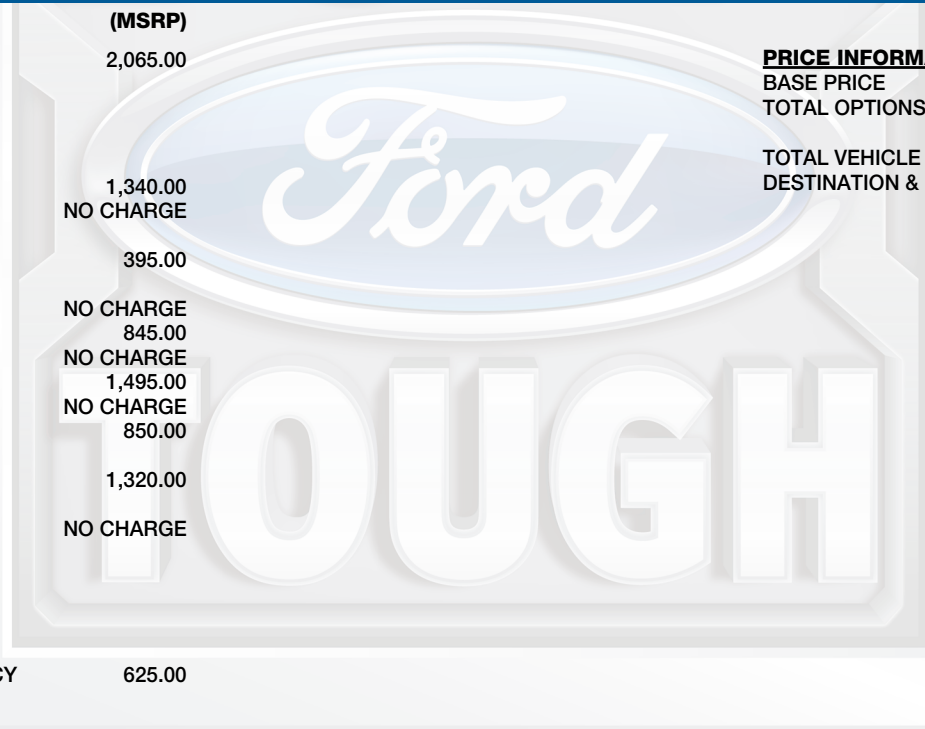 (MSRP)
2,065.00
1,340.00
NO CHARGE
395.00
NO CHARGE
845.00
NO CHARGE
1,495.00
NO CHARGE
850.00
1,320.00
NO CHARGE
CY 625.00
PRICE INFORMA
BASE PRICE
TOTAL OPTIONS
TOTAL VEHICLE
DESTINATION &
Ford
TOUGH